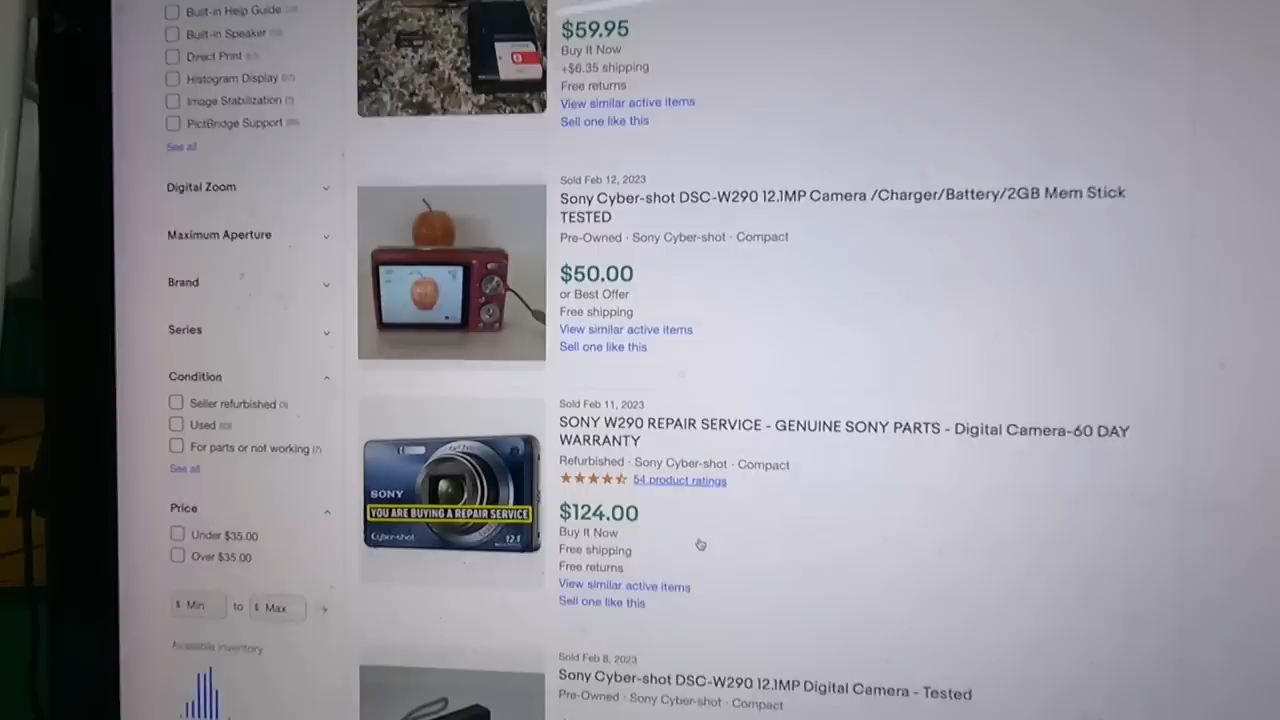 Built-in Help Guide
Built-in Speaker
Direct Print
Histogram Display
Image Stabilization
PictBridge Support
See all
Digital Zoom
Maximum Aperture
Brand
Series
Condition
Seller refurbished
Used
For parts or not working
See all
Price
Under $35.00
Over $35.00
$ Min to $ Max
Available inventory
$59.95
Buy It Now
+$6.35 shipping
Free returns
View similar active items
Sell one like this
Sold Feb 12, 2023
Sony Cyber-shot DSC-W290 12.1MP Camera /Charger/Battery/2GB Mem Stick
TESTED
Pre-Owned · Sony Cyber-shot · Compact
$50.00
or Best Offer
Free shipping
View similar active items
Sell one like this
SONY
YOU ARE BUYING A REPAIR SERVICE
Cyber-shot 12.1
Sold Feb 11, 2023
SONY W290 REPAIR SERVICE - GENUINE SONY PARTS - Digital Camera-60 DAY
WARRANTY
Refurbished · Sony Cyber-shot · Compact
54 product ratings
$124.00
Buy It Now
Free shipping
Free returns
View similar active items
Sell one like this
Sold Feb 8, 2023
Sony Cyber-shot DSC-W290 12.1MP Digital Camera - Tested
Pre-Owned · Sony Cyber-shot · Compact